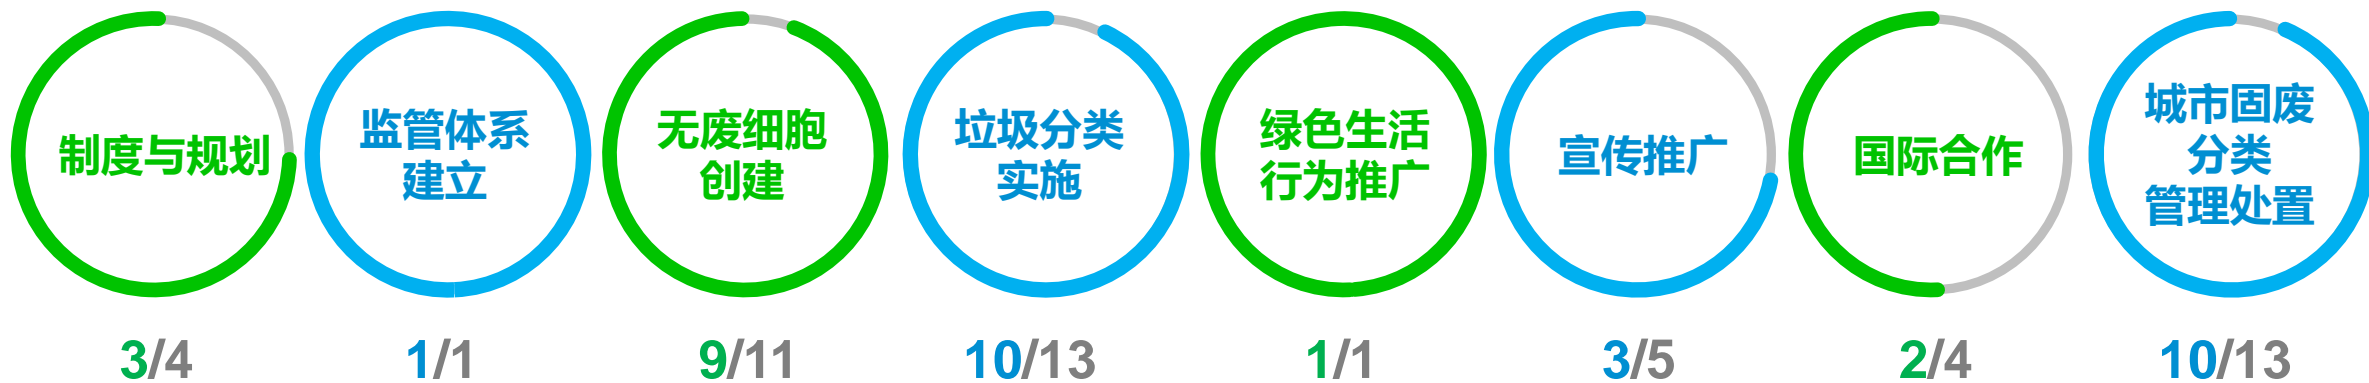 制度与规划
监管体系
建立
无废细胞
创建
垃圾分类
实施
绿色生活
行为推广
宣传推广
国际合作
城市固废
分类
管理处置
3/4
1/1
9/11
10/13
1/1
3/5
2/4
10/13